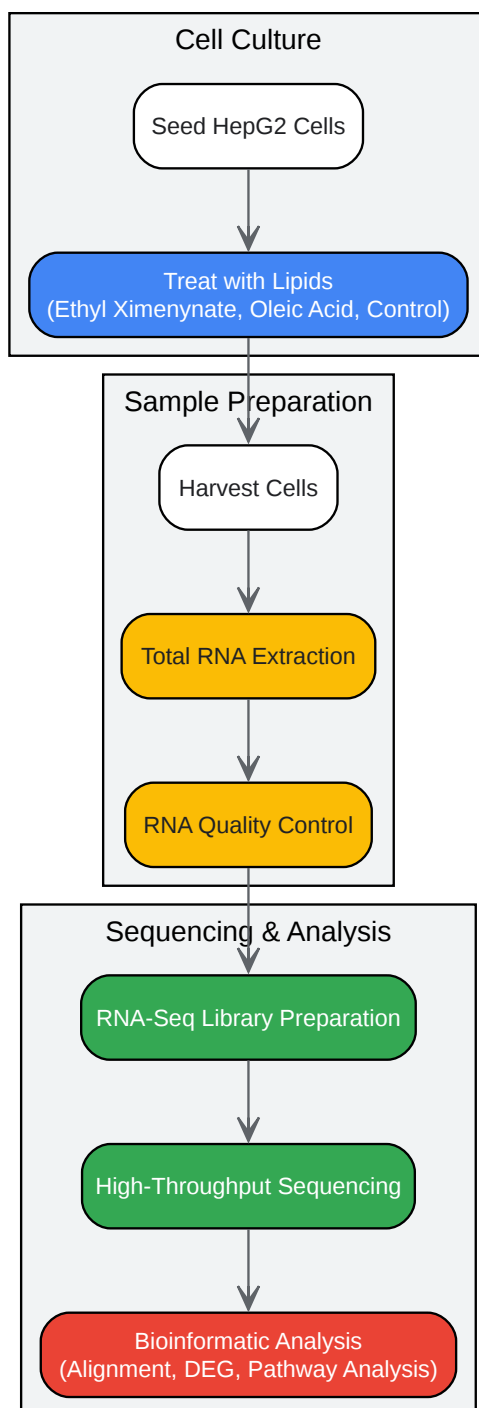 Cell Culture
Seed HepG2 Cells
Treat with Lipids
(Ethyl Ximenynate, Oleic Acid, Control)
Sample Preparation
Harvest Cells
Total RNA Extraction
RNA Quality Control
Sequencing & Analysis
RNA-Seq Library Preparation
High-Throughput Sequencing
Bioinformatic Analysis
(Alignment, DEG, Pathway Analysis)